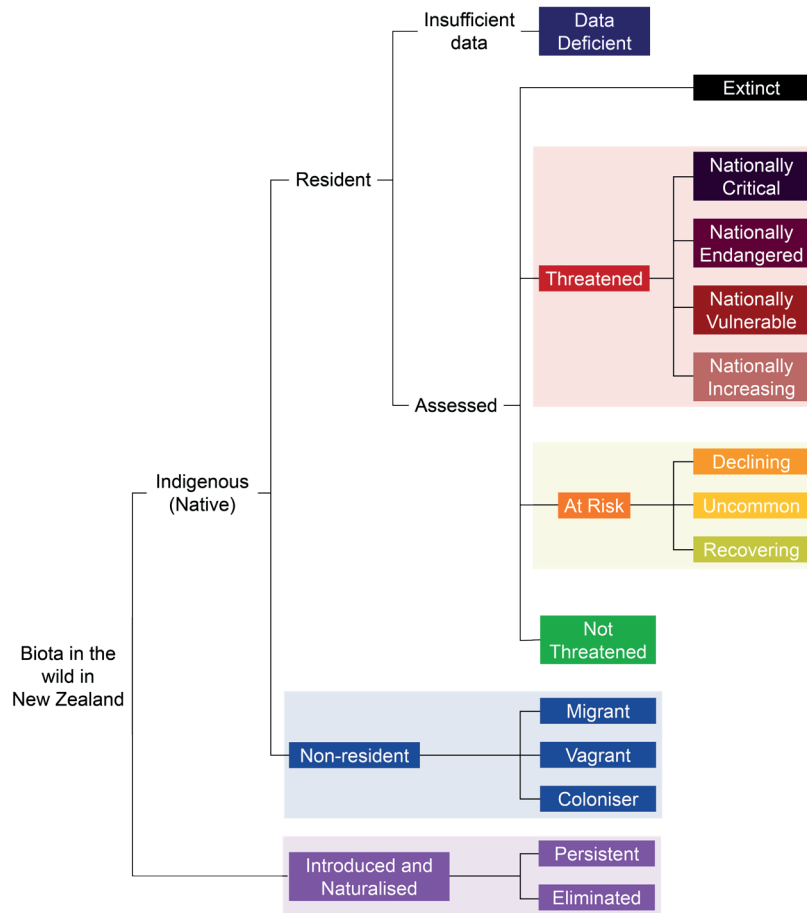 Insufficient
data
Data
Deficient
Extinct
Resident
Nationally
Critical
Nationally
Endangered
Threatened
Nationally
Vulnerable
Nationally
Increasing
Assessed
Indigenous
(Native)
Declining
At Risk
Uncommon
Recovering
Not
Threatened
Biota in the
wild in
New Zealand
Migrant
Non-resident
Vagrant
Coloniser
Introduced and
Naturalised
Persistent
Eliminated